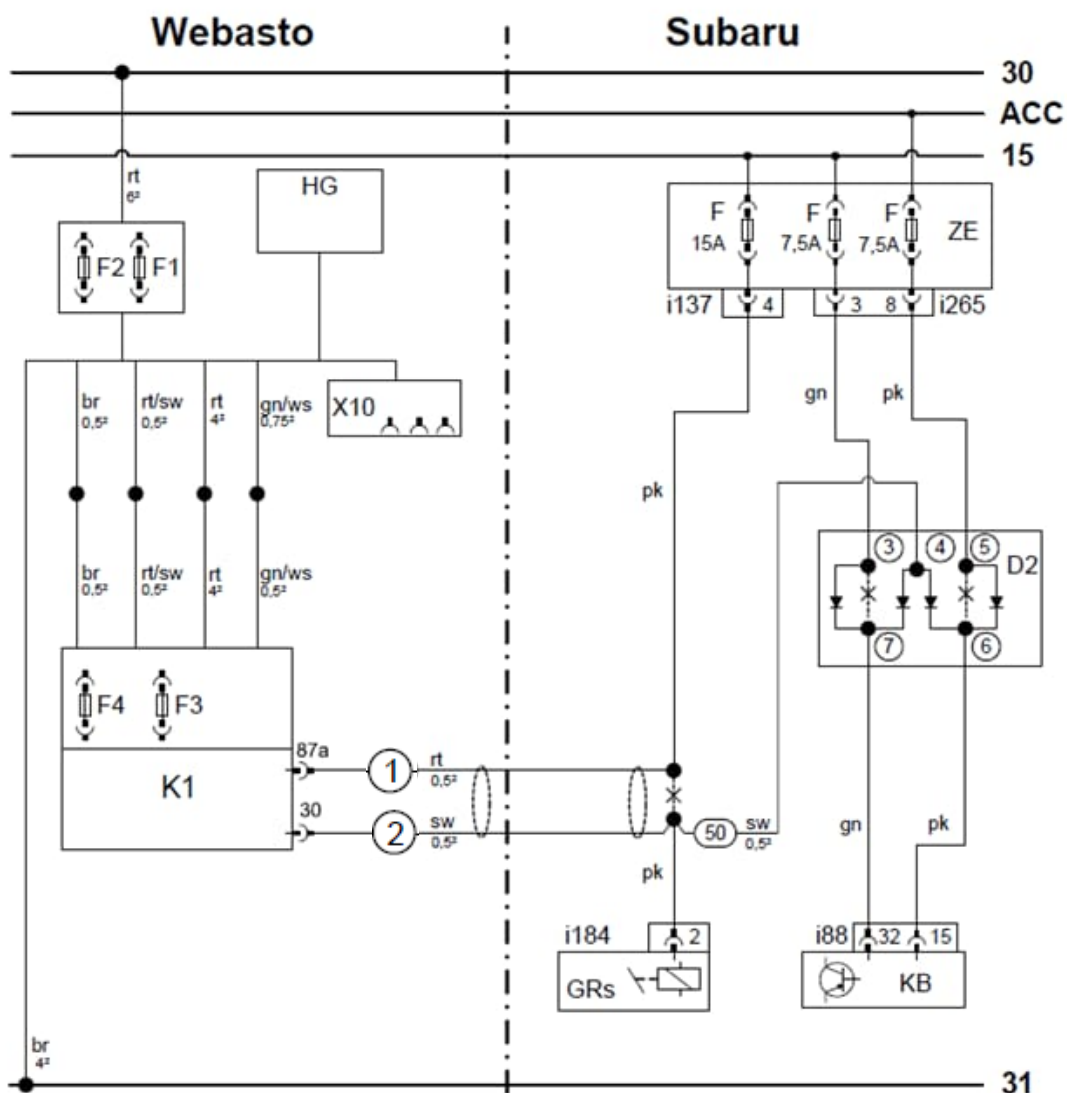 Webasto
Subaru
30
ACC
15
rt
6²
HG
F2 F1
F F F ZE
15A 7,5A 7,5A
i137 4 3 8 i265
br rt/sw rt gn/ws
0,5² 0,5² 4² 0,75²
X10
gn pk
pk
3 4 5
D2
br rt/sw rt gn/ws
0,5² 0,5² 4² 0,5²
7 6
F4 F3
87a
1 rt
0,5²
K1
30
2 sw
0,5²
50 sw
0,5²
gn pk
pk
i184 2
i88 32 15
GRs
KB
br
4²
31